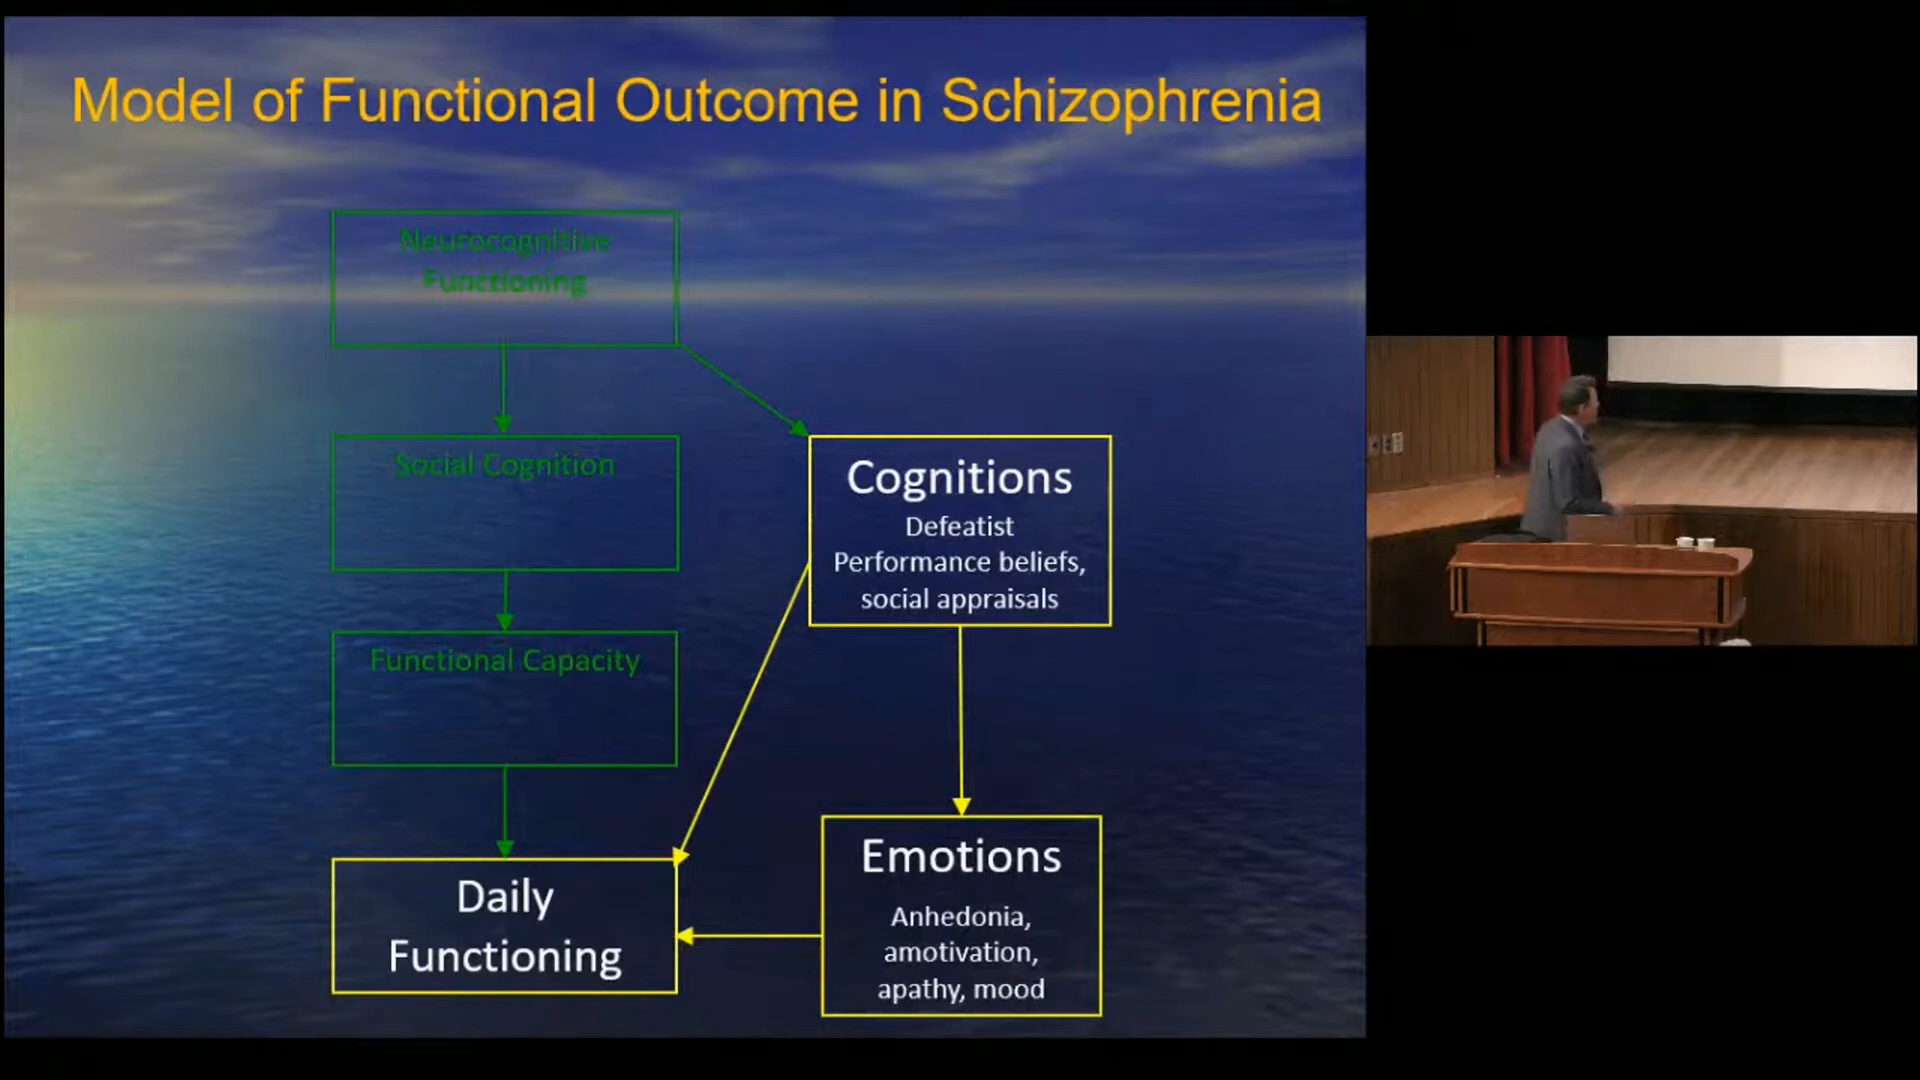 Model of Functional Outcome in Schizophrenia
Neurocognitive
Functioning
Social Cognition
Functional Capacity
Cognitions
Defeatist
Performance beliefs,
social appraisals
Daily
Functioning
Emotions
Anhedonia,
amotivation,
apathy, mood